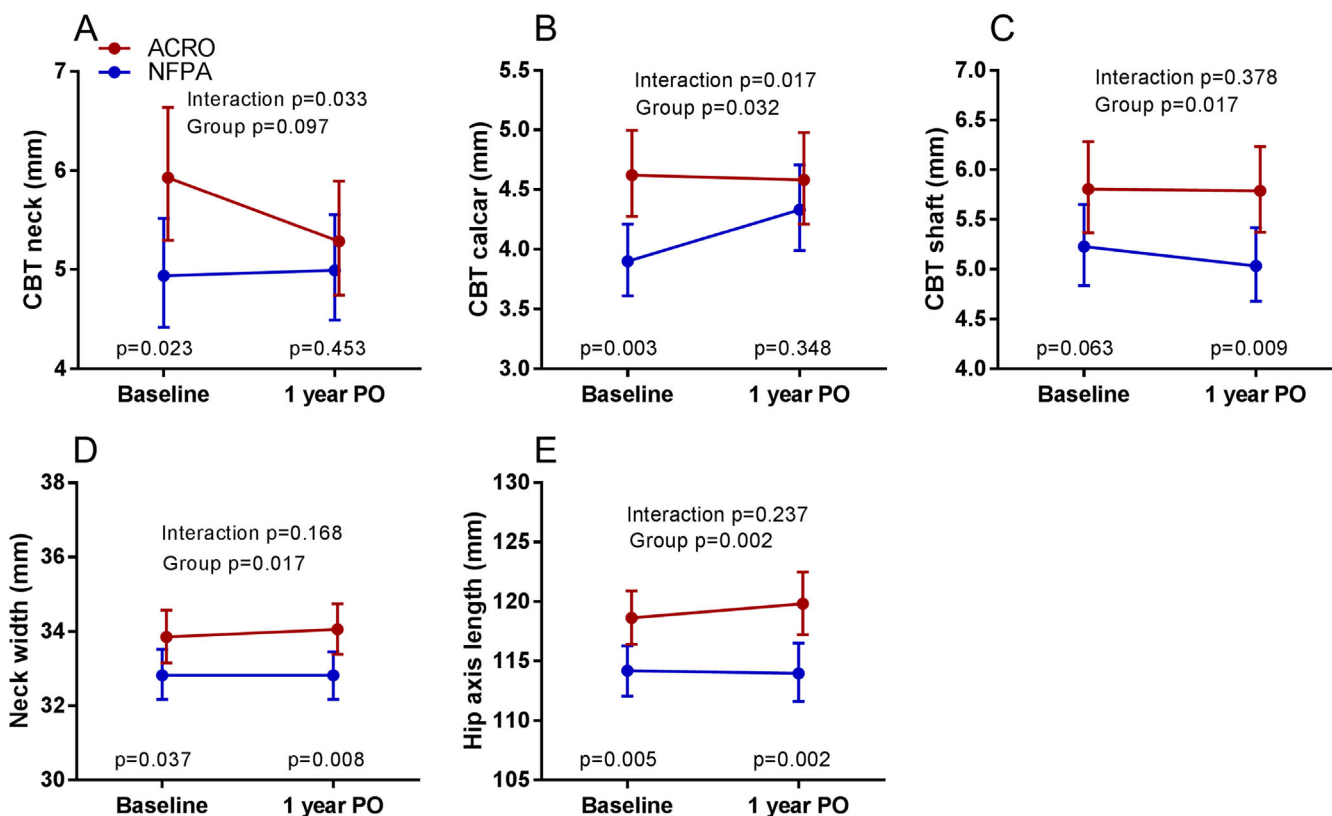 A
ACRO
NFPA
CBT neck (mm)
7
6
5
4
Interaction p=0.033
Group p=0.097
p=0.023
p=0.453
Baseline
1 year PO
B
CBT calcar (mm)
5.5
5.0
4.5
4.0
3.5
3.0
Interaction p=0.017
Group p=0.032
p=0.003
p=0.348
Baseline
1 year PO
C
CBT shaft (mm)
7.0
6.5
6.0
5.5
5.0
4.5
4.0
Interaction p=0.378
Group p=0.017
p=0.063
p=0.009
Baseline
1 year PO
D
Neck width (mm)
38
36
34
32
30
Interaction p=0.168
Group p=0.017
p=0.037
p=0.008
Baseline
1 year PO
E
Hip axis length (mm)
130
125
120
115
110
105
Interaction p=0.237
Group p=0.002
p=0.005
p=0.002
Baseline
1 year PO